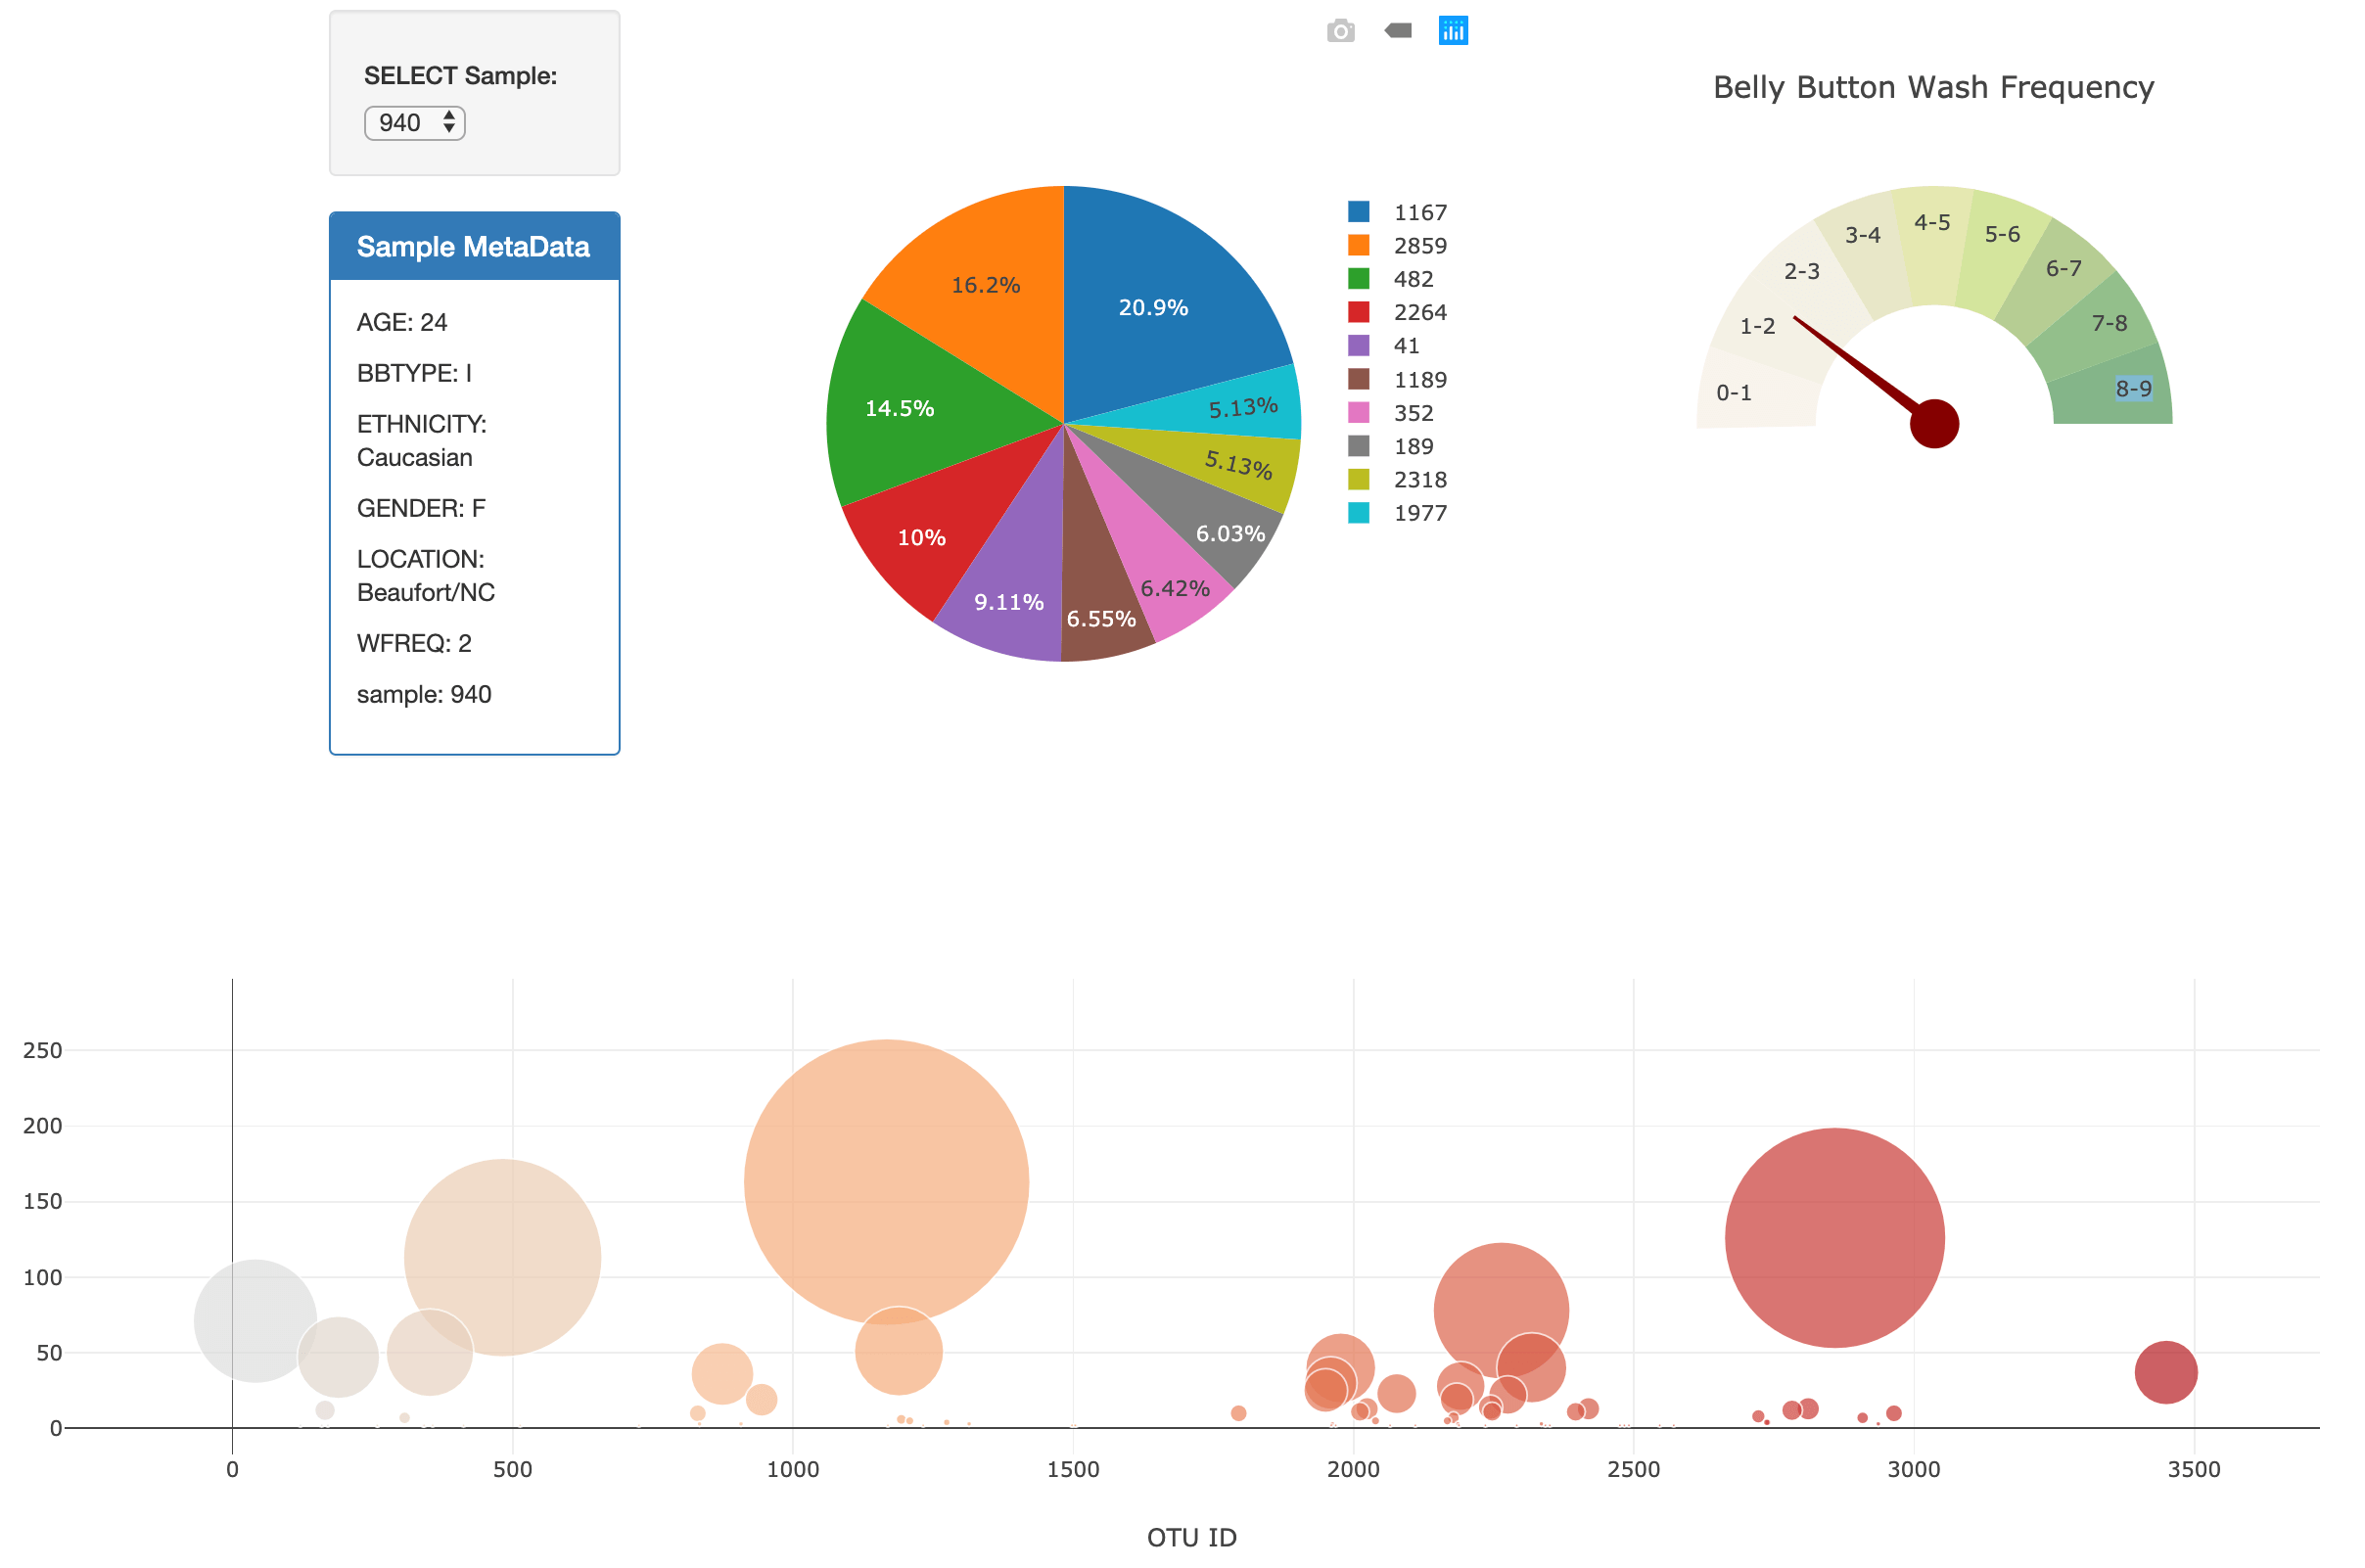 SELECT Sample:
940
Sample MetaData
AGE: 24
BBTYPE: I
ETHNICITY:
Caucasian
GENDER: F
LOCATION:
Beaufort/NC
WFREQ: 2
sample: 940
20.9%
16.2%
14.5%
10%
9.11%
6.55%
6.42%
6.03%
5.13%
5.13%
1167
2859
482
2264
41
1189
352
189
2318
1977
Belly Button Wash Frequency
0-1
1-2
2-3
3-4
4-5
5-6
6-7
7-8
8-9
250
200
150
100
50
0
0 500 1000 1500 2000 2500 3000 3500
OTU ID